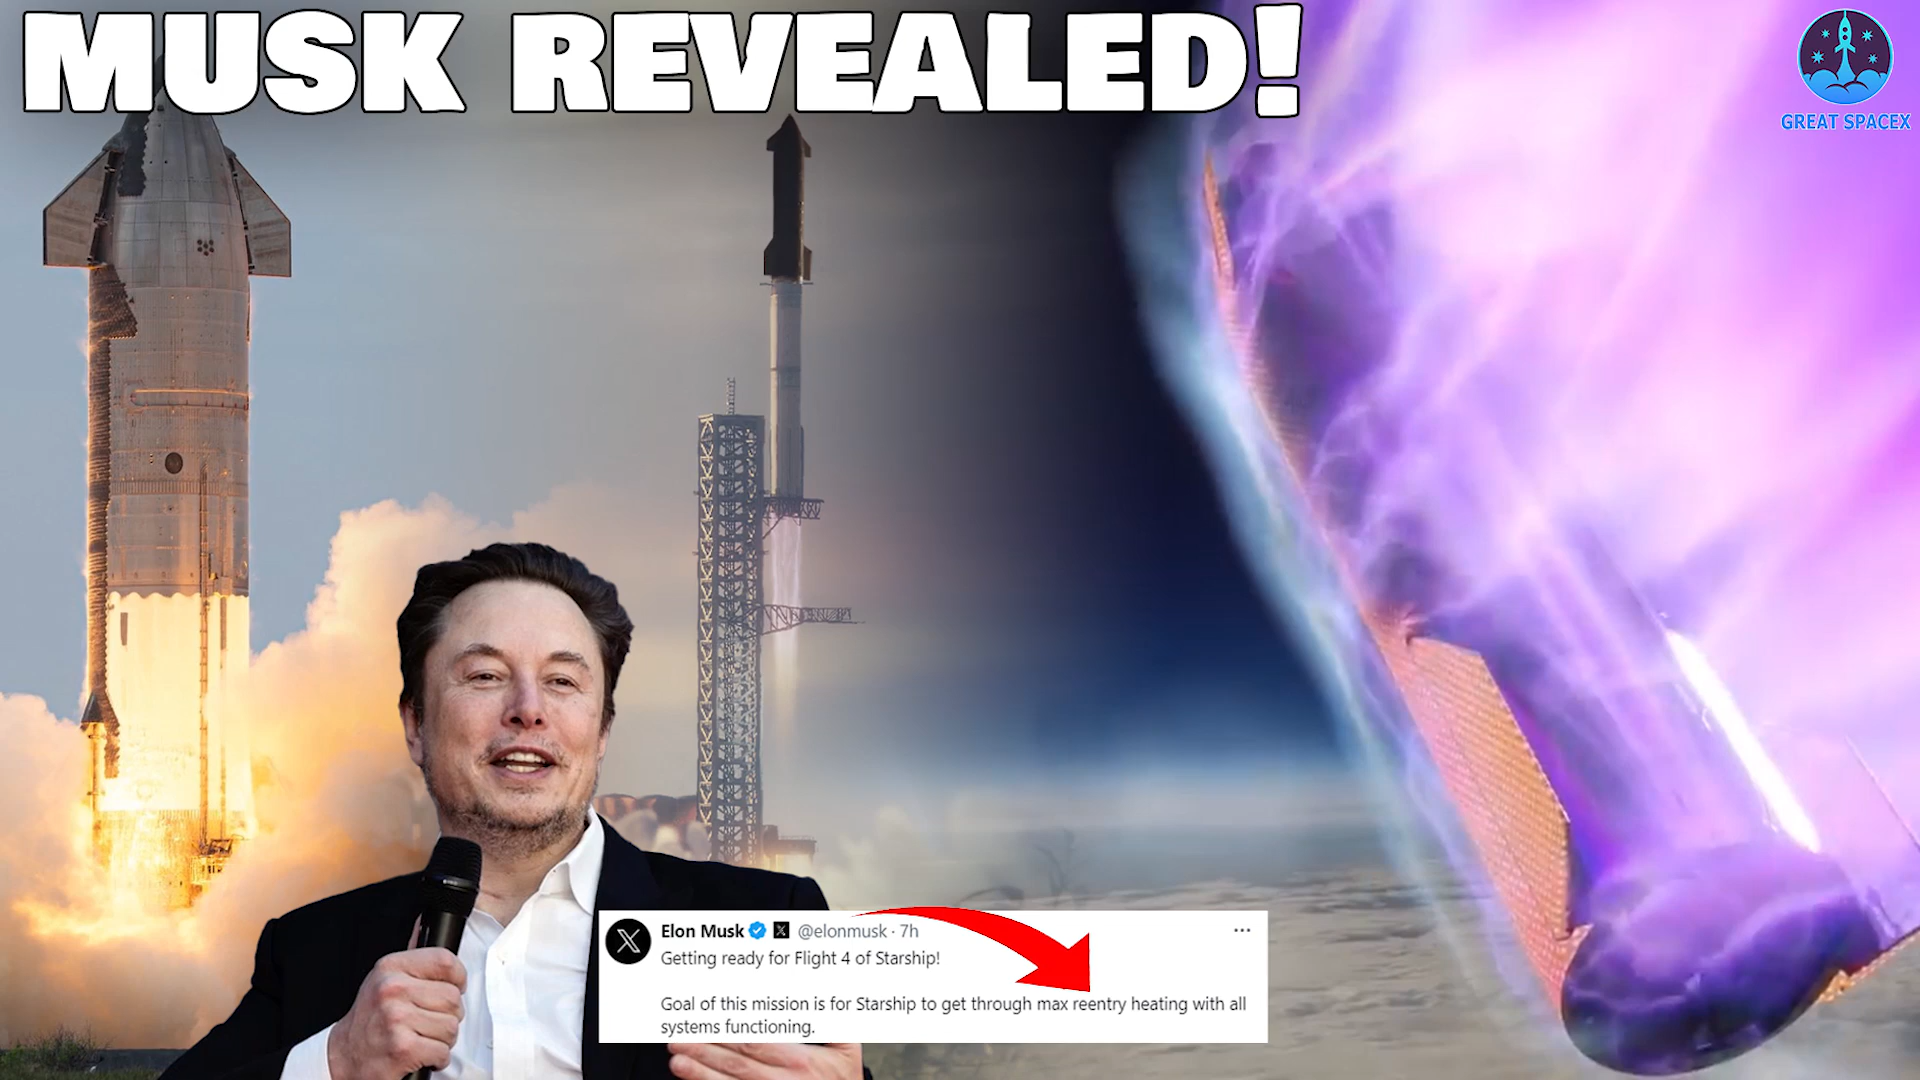 MUSK REVEALED!
GREAT SPACEX
Elon Musk @elonmusk · 7h
Getting ready for Flight 4 of Starship!
Goal of this mission is for Starship to get through max reentry heating with all
systems functioning.